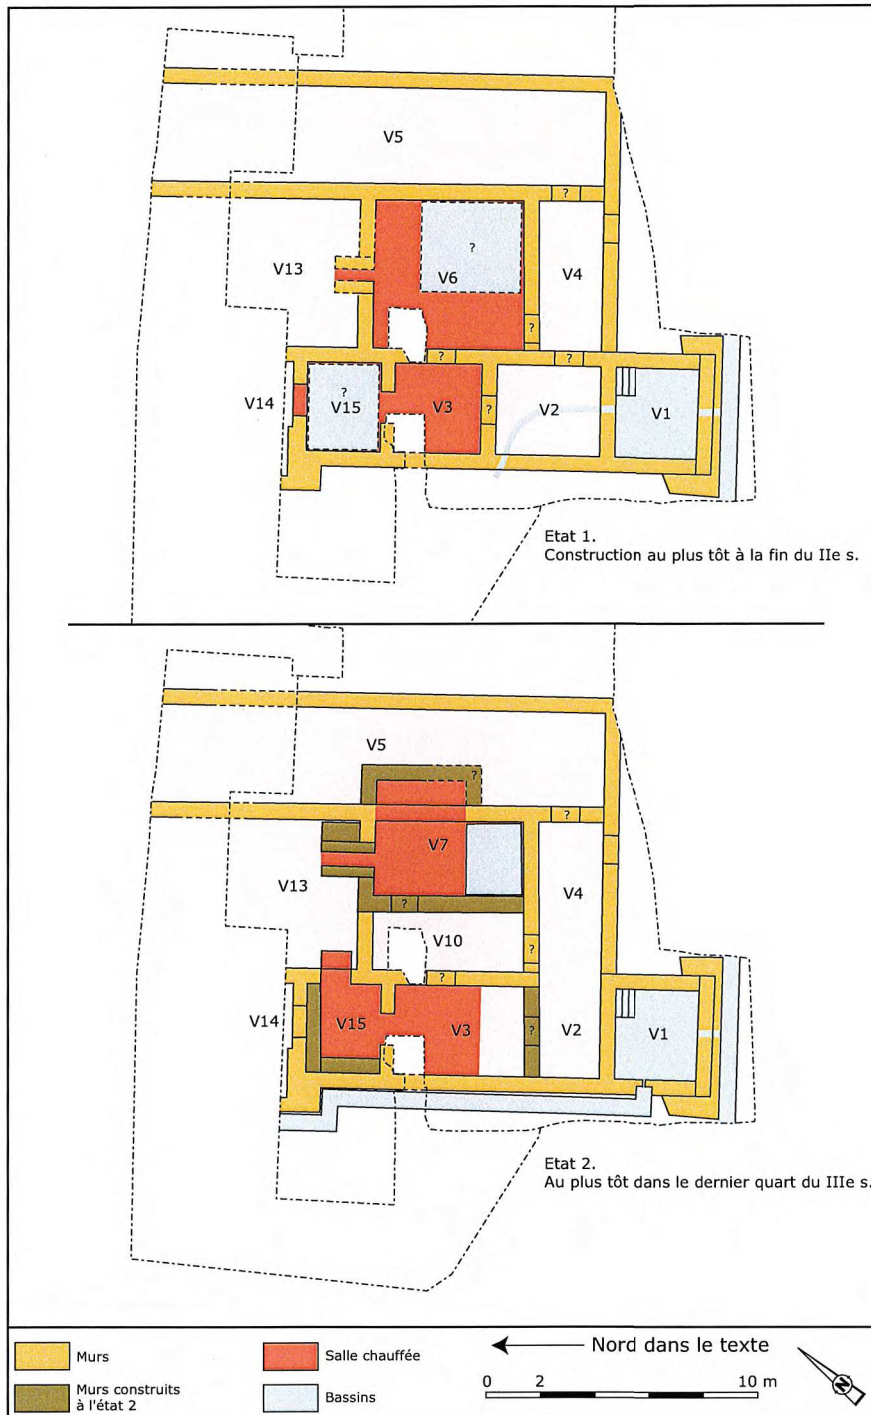 V5
?
?
V6
V13
V4
?
?
?
?
V14
V15
V3
?
V2
V1
Etat 1.
Construction au plus tôt à la fin du IIe s.
V5
?
?
V7
V13
V4
?
V10
?
?
V14
V15
V3
?
V2
V1
Etat 2.
Au plus tôt dans le dernier quart du IIIe s.
Murs
Salle chauffée
Nord dans le texte
Murs construits
à l'état 2
Bassins
0 2 10 m
N